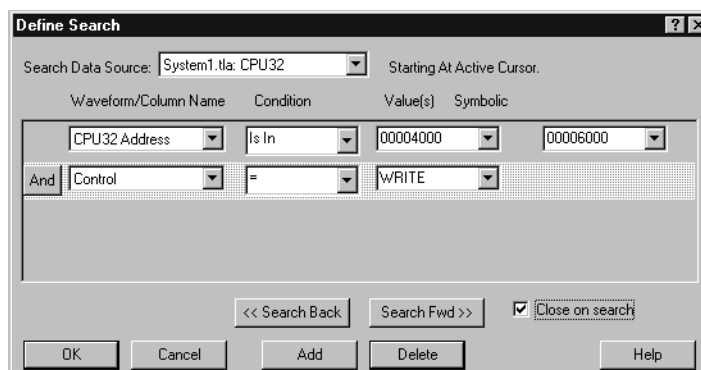 Define Search
Search Data Source: System1.tla: CPU32 Starting At Active Cursor.
Waveform/Column Name Condition Value(s) Symbolic
CPU32 Address Is In 00004000 00006000
And Control = WRITE
<< Search Back Search Fwd >> Close on search
OK Cancel Add Delete Help